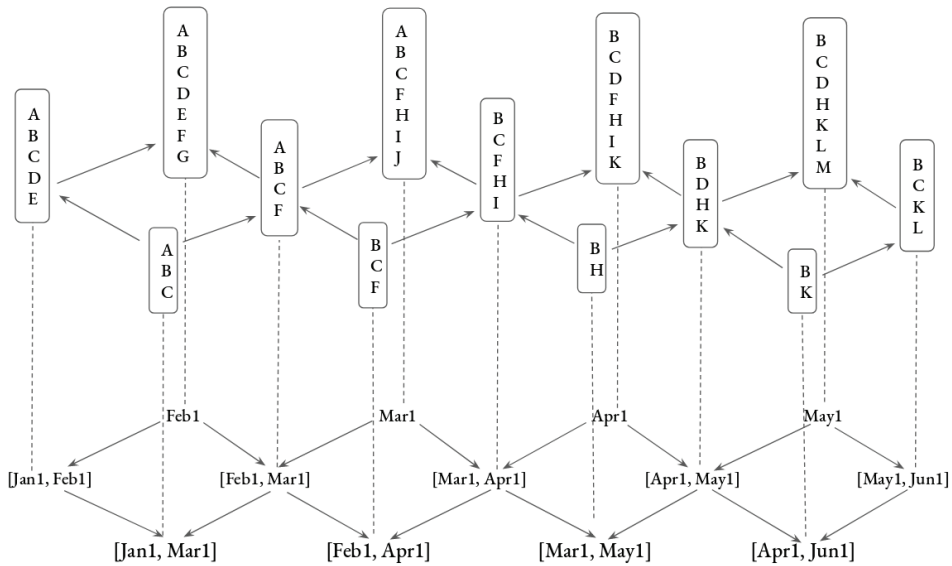 A
B
C
D
E
A
B
C
D
E
F
G
A
B
C
F
A
B
C
F
H
I
J
B
C
F
H
I
B
C
D
F
H
I
K
B
D
H
K
B
C
D
H
K
L
M
B
C
K
L
A
B
C
B
C
F
B
H
B
K
Feb1
Mar1
Apr1
May1
[Jan1, Feb1]
[Feb1, Mar1]
[Mar1, Apr1]
[Apr1, May1]
[May1, Jun1]
[Jan1, Mar1]
[Feb1, Apr1]
[Mar1, May1]
[Apr1, Jun1]